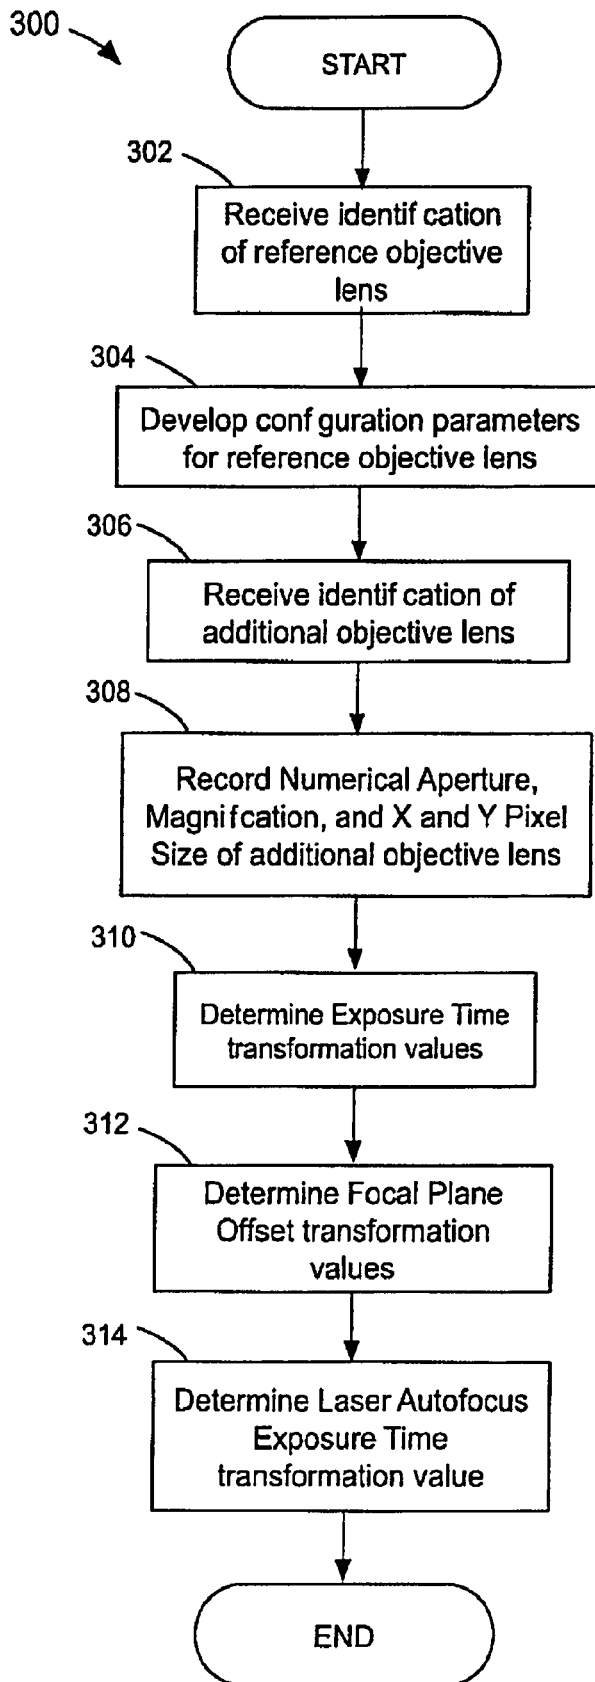 300
START
302
Receive identif cation
of reference objective
lens
304
Develop conf guration parameters
for reference objective lens
306
Receive identif cation of
additional objective lens
308
Record Numerical Aperture,
Magnifcation, and X and Y Pixel
Size of additional objective lens
310
Determine Exposure Time
transformation values
312
Determine Focal Plane
Offset transformation
values
314
Determine Laser Autofocus
Exposure Time
transformation value
END